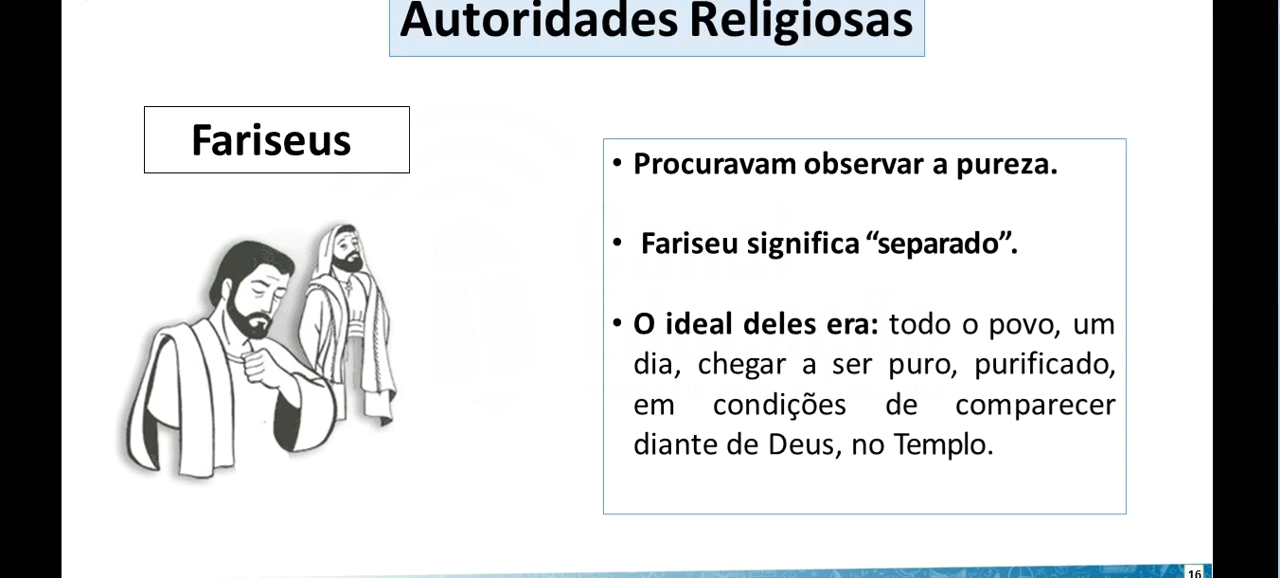 Autoridades Religiosas
Fariseus
• Procuravam observar a pureza.
• Fariseu significa “separado”.
• O ideal deles era: todo o povo, um
dia, chegar a ser puro, purificado,
em condições de comparecer
diante de Deus, no Templo.
16